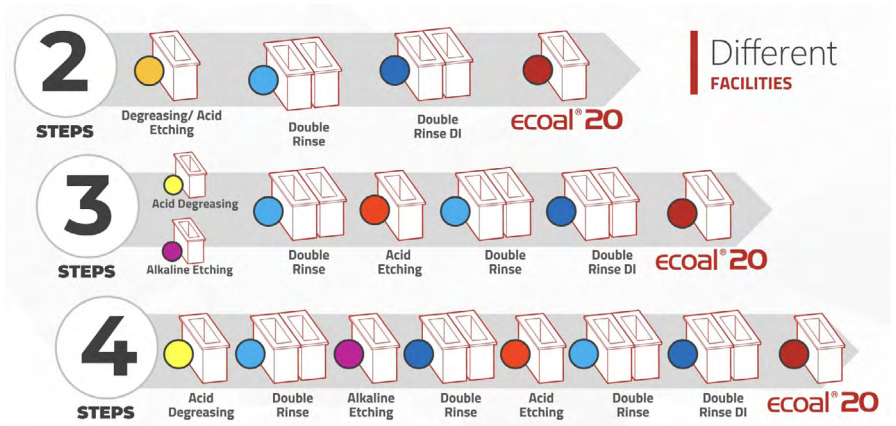 2
STEPS
Degreasing/ Acid
Etching
Double
Rinse
Double
Rinse DI
ecoal® 20
Different
FACILITIES
3
STEPS
Acid Degreasing
Alkaline Etching
Double
Rinse
Acid
Etching
Double
Rinse
Double
Rinse DI
ecoal® 20
4
STEPS
Acid
Degreasing
Double
Rinse
Alkaline
Etching
Double
Rinse
Acid
Etching
Double
Rinse
Double
Rinse DI
ecoal® 20